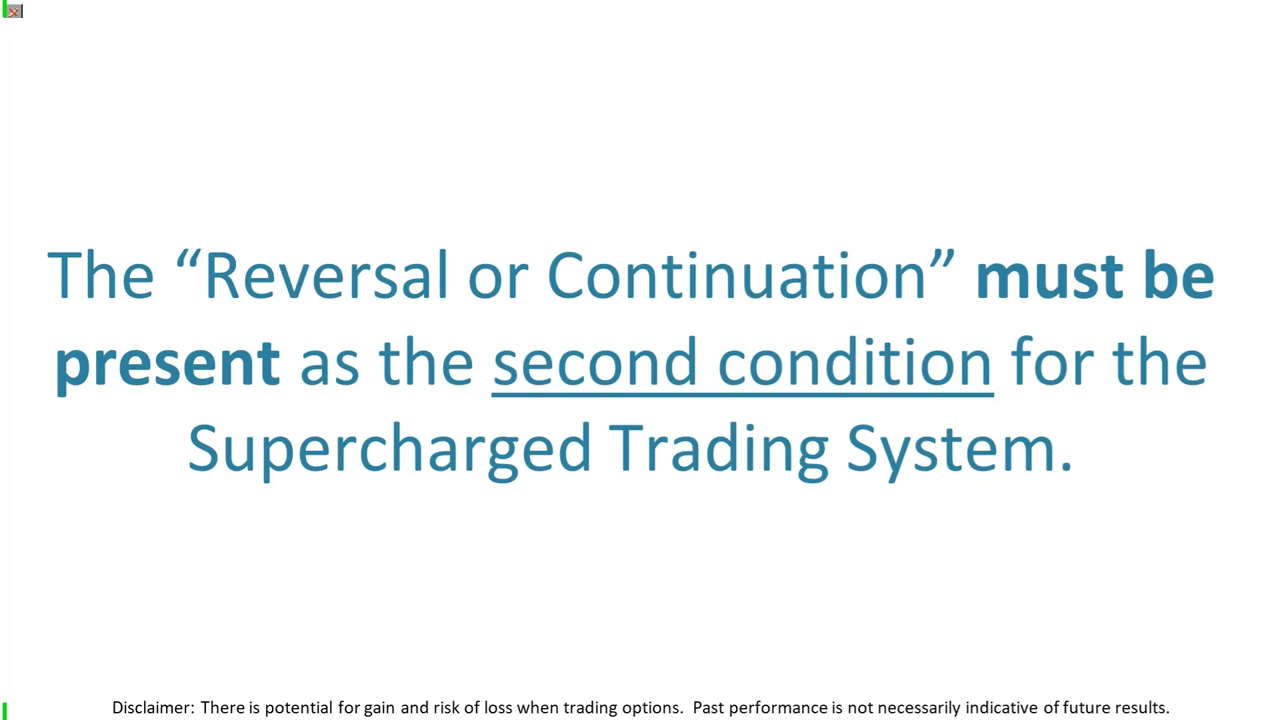 The “Reversal or Continuation” must be
present as the second condition for the
Supercharged Trading System.
Disclaimer: There is potential for gain and risk of loss when trading options.  Past performance is not necessarily indicative of future results.